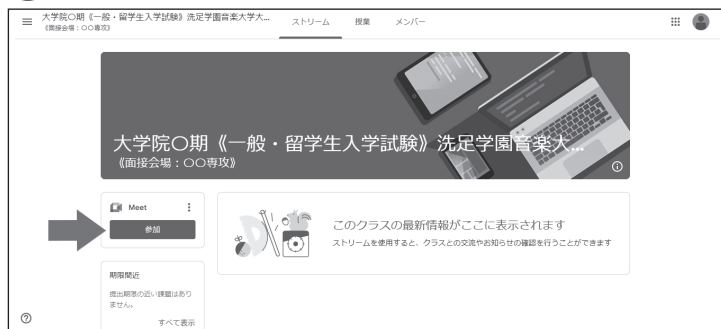 大学院〇期《一般・留学生入学試験》洗足学園音楽大学大...
《面接会場：〇〇専攻》
ストリーム
授業
メンバー
大学院〇期《一般・留学生入学試験》洗足学園音楽大...
《面接会場：〇〇専攻》
Meet
参加
このクラスの最新情報がここに表示されます
ストリームを使用すると、クラスとの交流やお知らせの確認を行うことができます
期限間近
提出期限の近い課題はあり
ません。
すべて表示